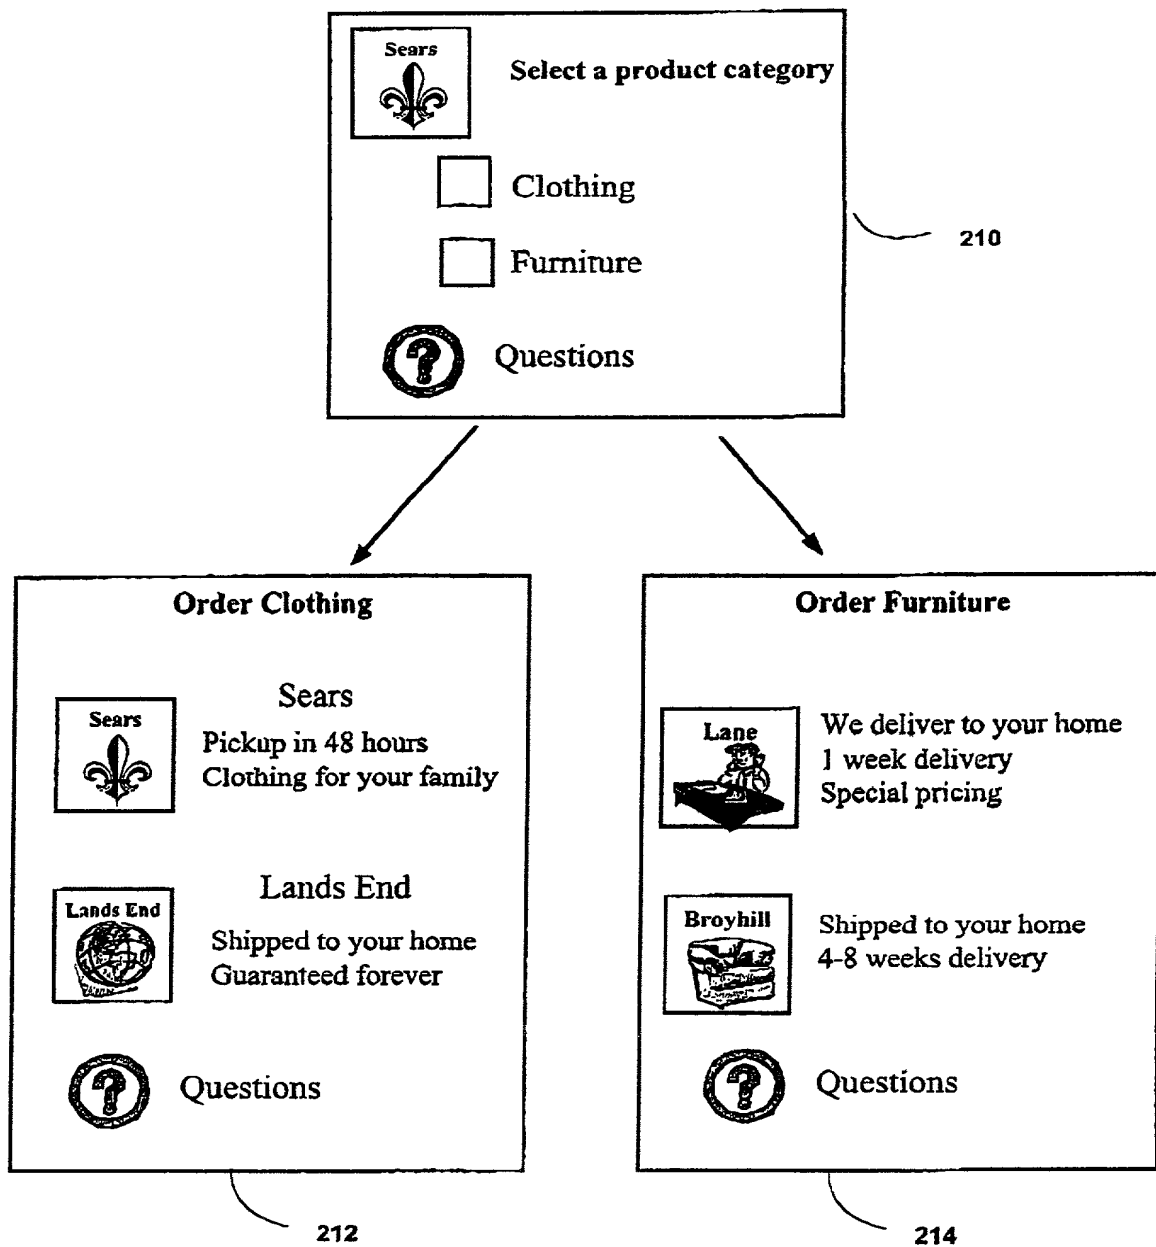 Sears
Select a product category
Clothing
Furniture
Questions
210
Order Clothing
Sears
Sears
Pickup in 48 hours
Clothing for your family
Lands End
Lands End
Shipped to your home
Guaranteed forever
Questions
212
Order Furniture
Lane
We deliver to your home
1 week delivery
Special pricing
Broyhill
Shipped to your home
4-8 weeks delivery
Questions
214